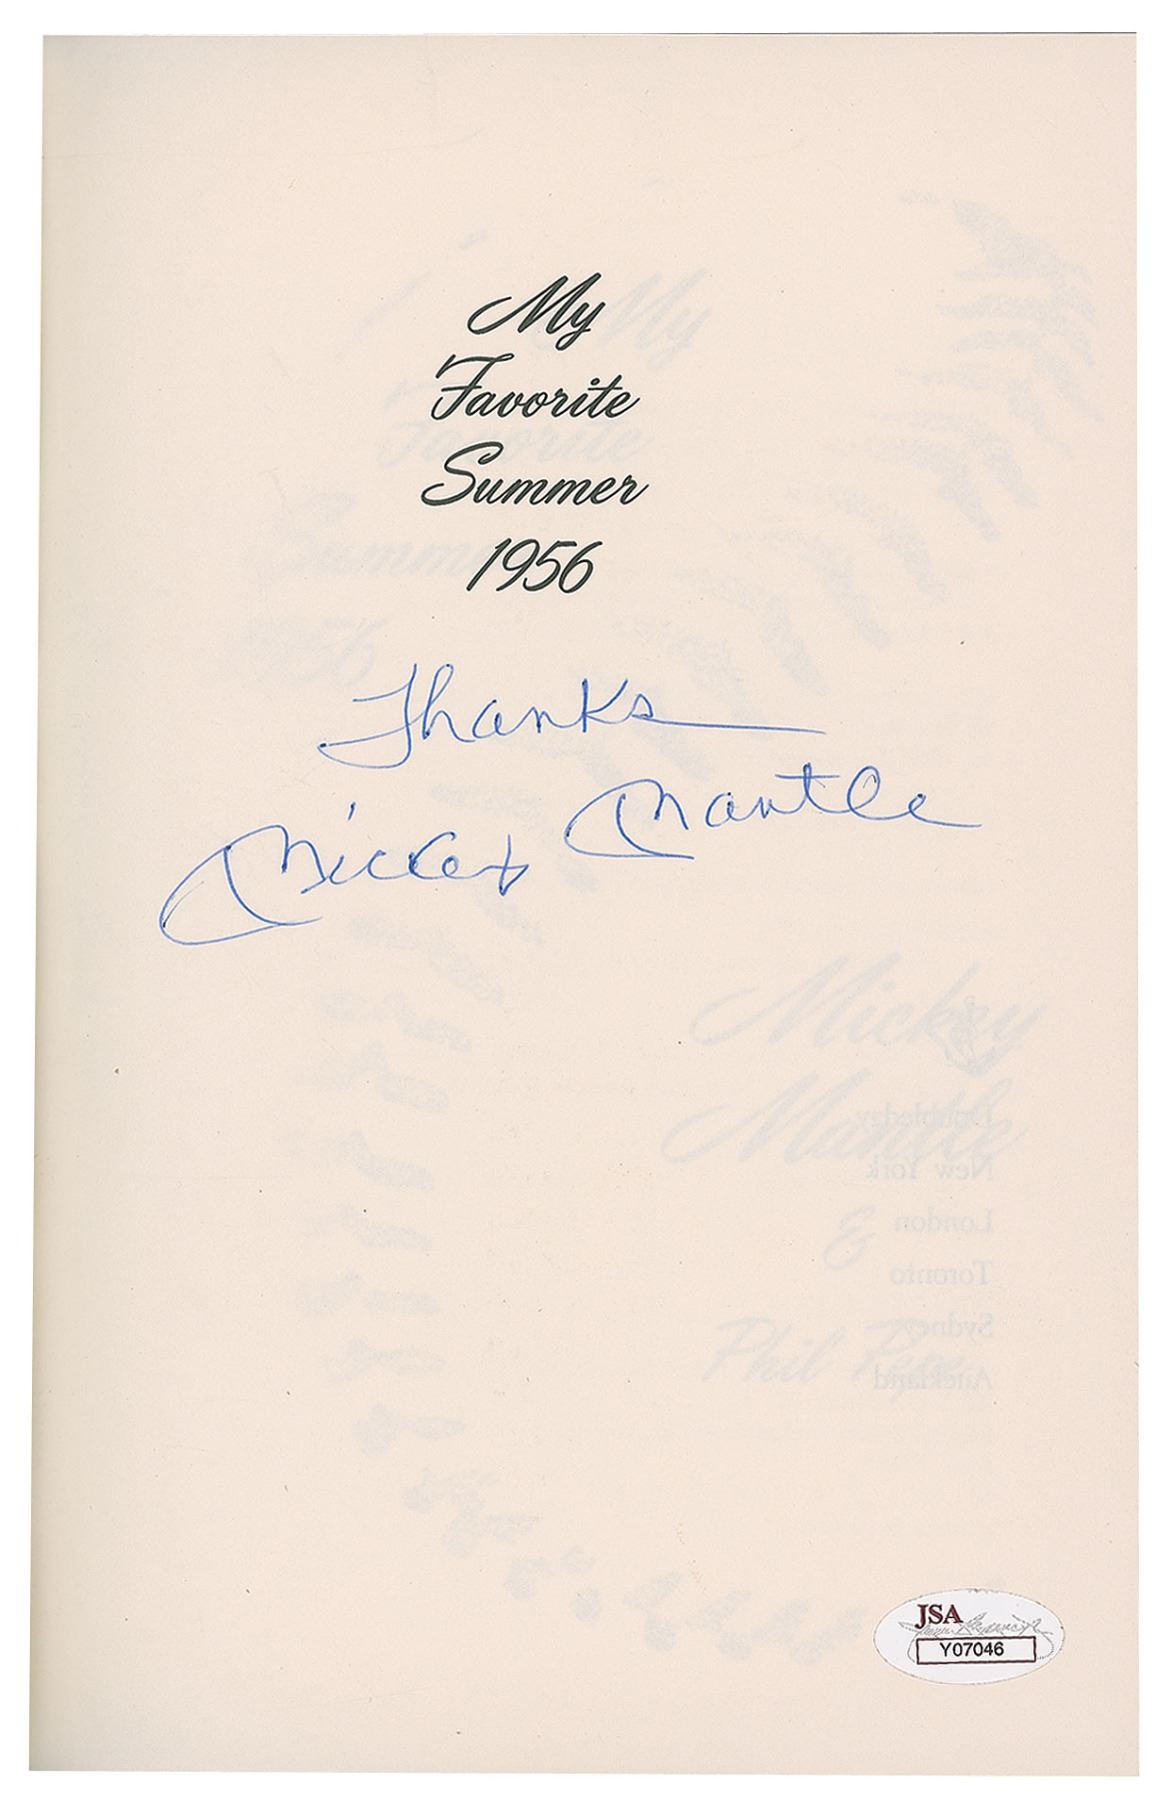 My
Favorite
Summer
1956
Thanks
Mickey Mantle
Mickey
Mantle
Doubleday
New York
London
&
Toronto
Sydney
Phil Pepe
Auckland
JSA
Y07046